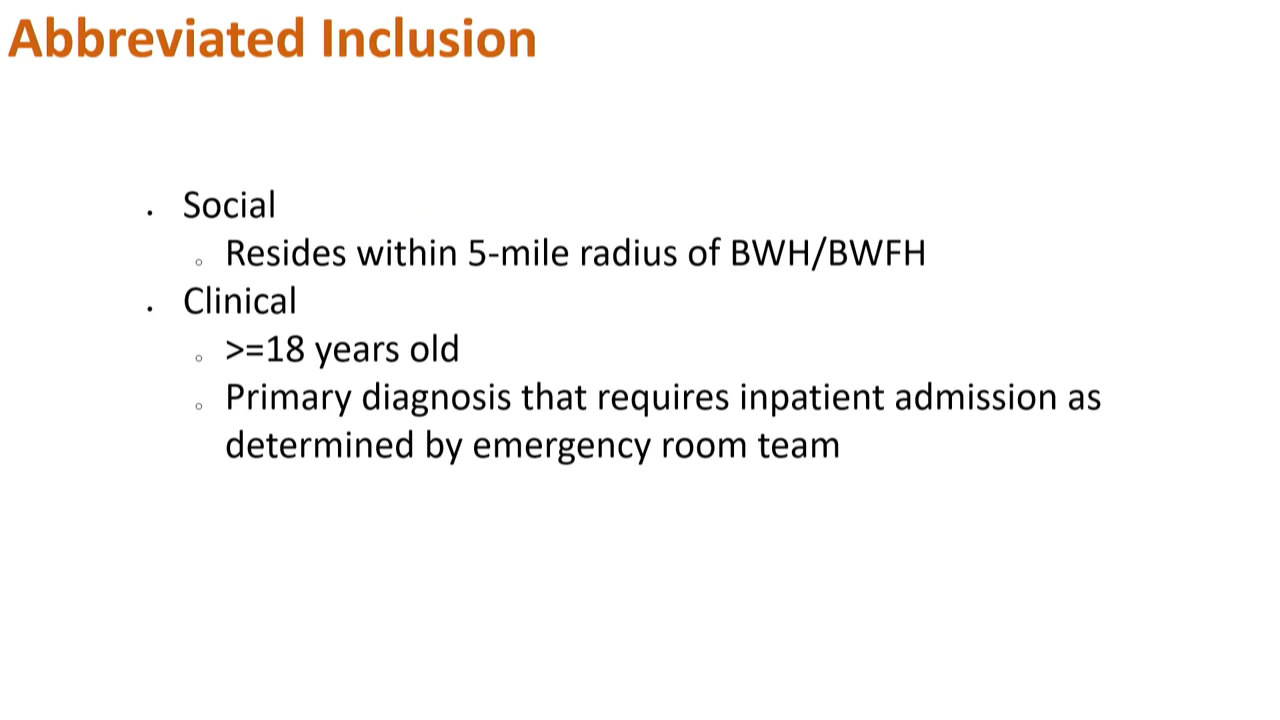 Abbreviated Inclusion
• Social
○ Resides within 5-mile radius of BWH/BWFH
• Clinical
○ >=18 years old
○ Primary diagnosis that requires inpatient admission as
determined by emergency room team